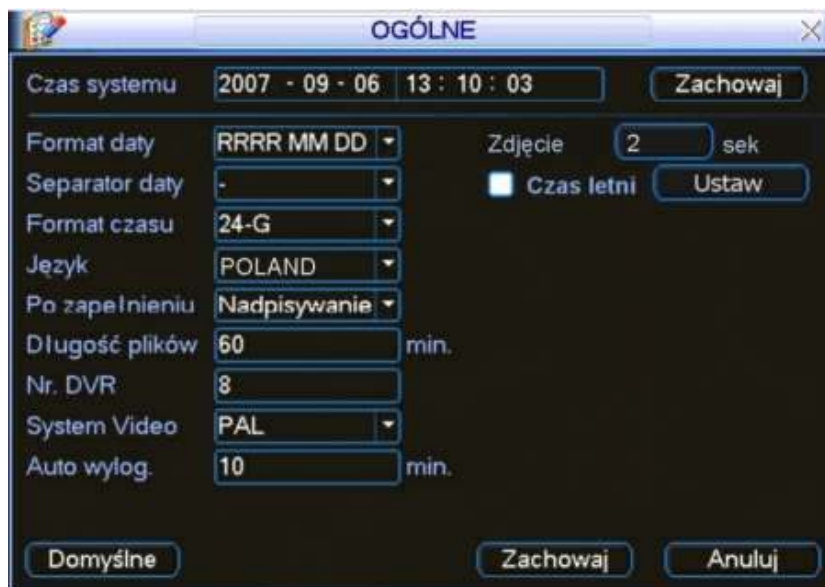 OGÓLNE
Czas systemu 2007 - 09 - 06 13 : 10 : 03 Zachowaj
Format daty RRRR MM DD Zdjęcie 2 sek
Separator daty - Czas letni Ustaw
Format czasu 24-G
Język POLAND
Po zapełnieniu Nadpisywanie
Długość plików 60 min.
Nr. DVR 8
System Video PAL
Auto wylog. 10 min.
Domyślne Zachowaj Anuluj